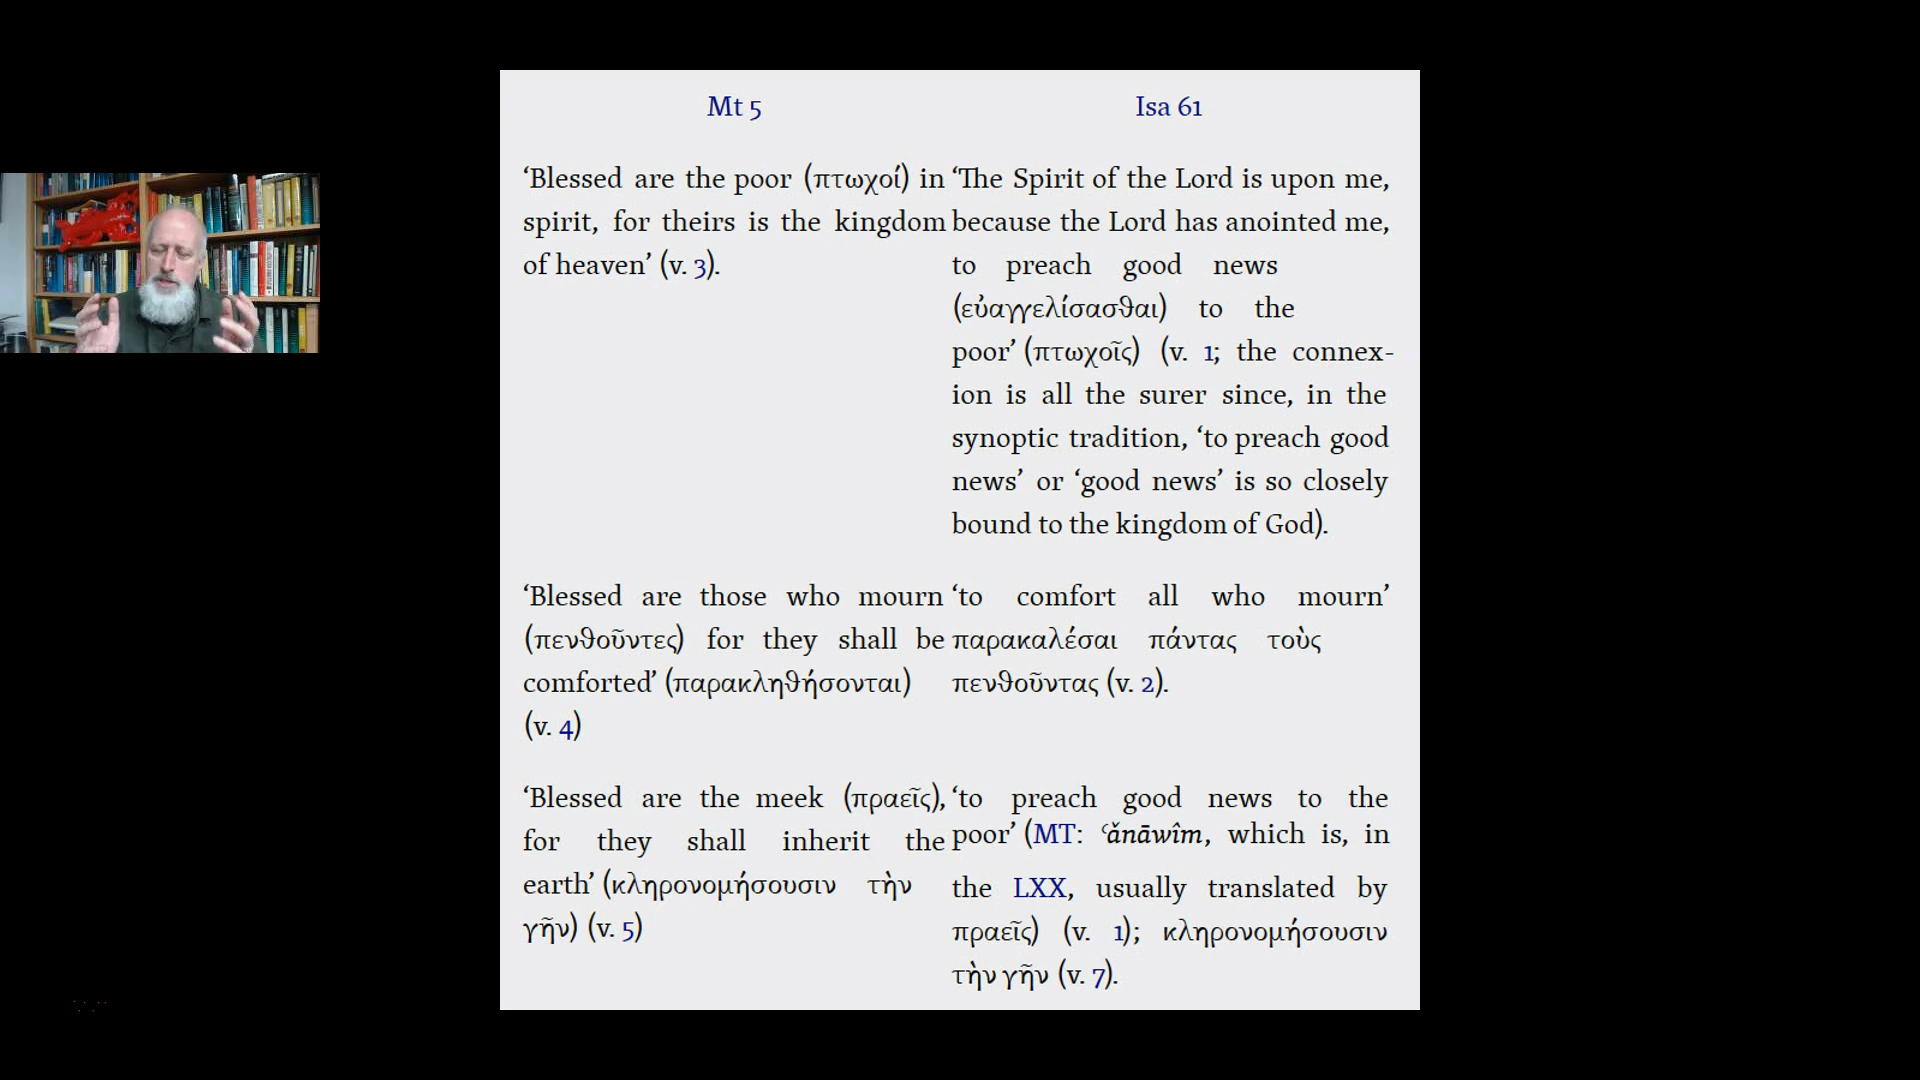 Mt 5
Isa 61
‘Blessed are the poor (πτωχοί) in
spirit, for theirs is the kingdom
of heaven’ (v. 3).
‘The Spirit of the Lord is upon me,
because the Lord has anointed me,
to preach good news
(εὐαγγελίσασθαι) to the
poor’ (πτωχοῖς) (v. 1; the connex-
ion is all the surer since, in the
synoptic tradition, ‘to preach good
news’ or ‘good news’ is so closely
bound to the kingdom of God).
‘Blessed are those who mourn
(πενθοῦντες) for they shall be
comforted’ (παρακληθήσονται)
(v. 4)
‘to comfort all who mourn’
παρακαλέσαι πάντας τοὺς
πενθοῦντας (v. 2).
‘Blessed are the meek (πραεῖς),
for they shall inherit the
earth’ (κληρονομήσουσιν τὴν
γῆν) (v. 5)
‘to preach good news to the
poor’ (MT: ʿǎnāwîm, which is, in
the LXX, usually translated by
πραεῖς) (v. 1); κληρονομήσουσιν
τὴν γῆν (v. 7).